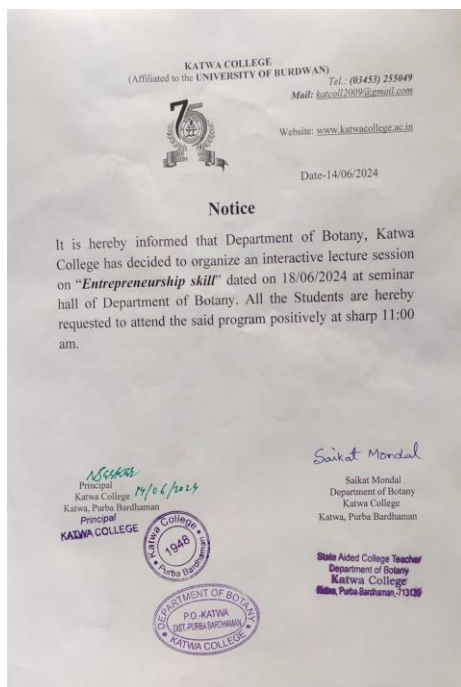 KATWA COLLEGE
(Affiliated to the UNIVERSITY OF BURDWAN)
Tel.: (03453) 255049
Mail: katcoll2009@gmail.com
75
Website: www.katwacollege.ac.in
Date-14/06/2024
Notice
It is hereby informed that Department of Botany, Katwa
College has decided to organize an interactive lecture session
on “Entrepreneurship skill” dated on 18/06/2024 at seminar
hall of Department of Botany. All the Students are hereby
requested to attend the said program positively at sharp 11:00
am.
Principal
Katwa College 14/06/2024
Katwa, Purba Bardhaman
Principal
KATWA COLLEGE
Katwa College
1948
Purba Bardhaman
DEPARTMENT OF BOTANY
P.O.-KATWA
DIST.-PURBA BARDHAMAN
KATWA COLLEGE
Saikat Mondal
Saikat Mondal
Department of Botany
Katwa College
Katwa, Purba Bardhaman
State Aided College Teacher
Department of Botany
Katwa College
Katwa, Purba-Bardhaman,-713130